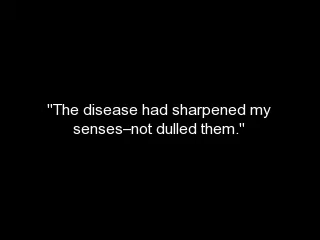 "The disease had sharpened my
senses–not dulled them."